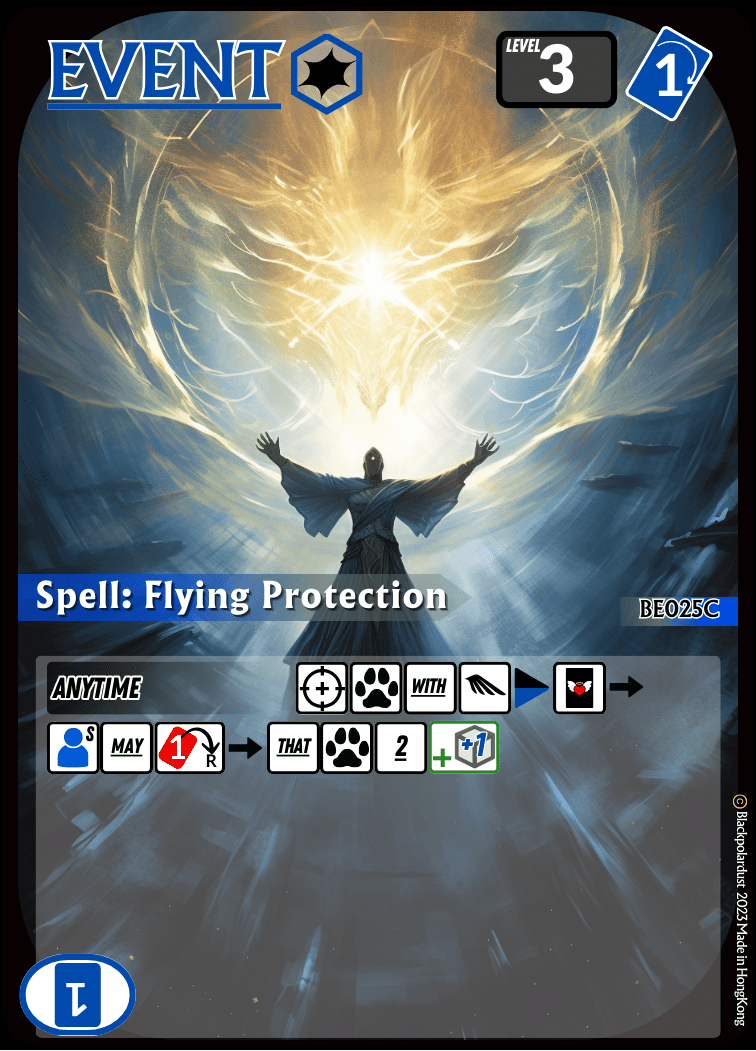 EVENT
LEVEL 3
1
Spell: Flying Protection
BE025C
ANYTIME WITH
S MAY 1 R THAT 2 + +1
1
© Blackpolardust 2023 Made in HongKong